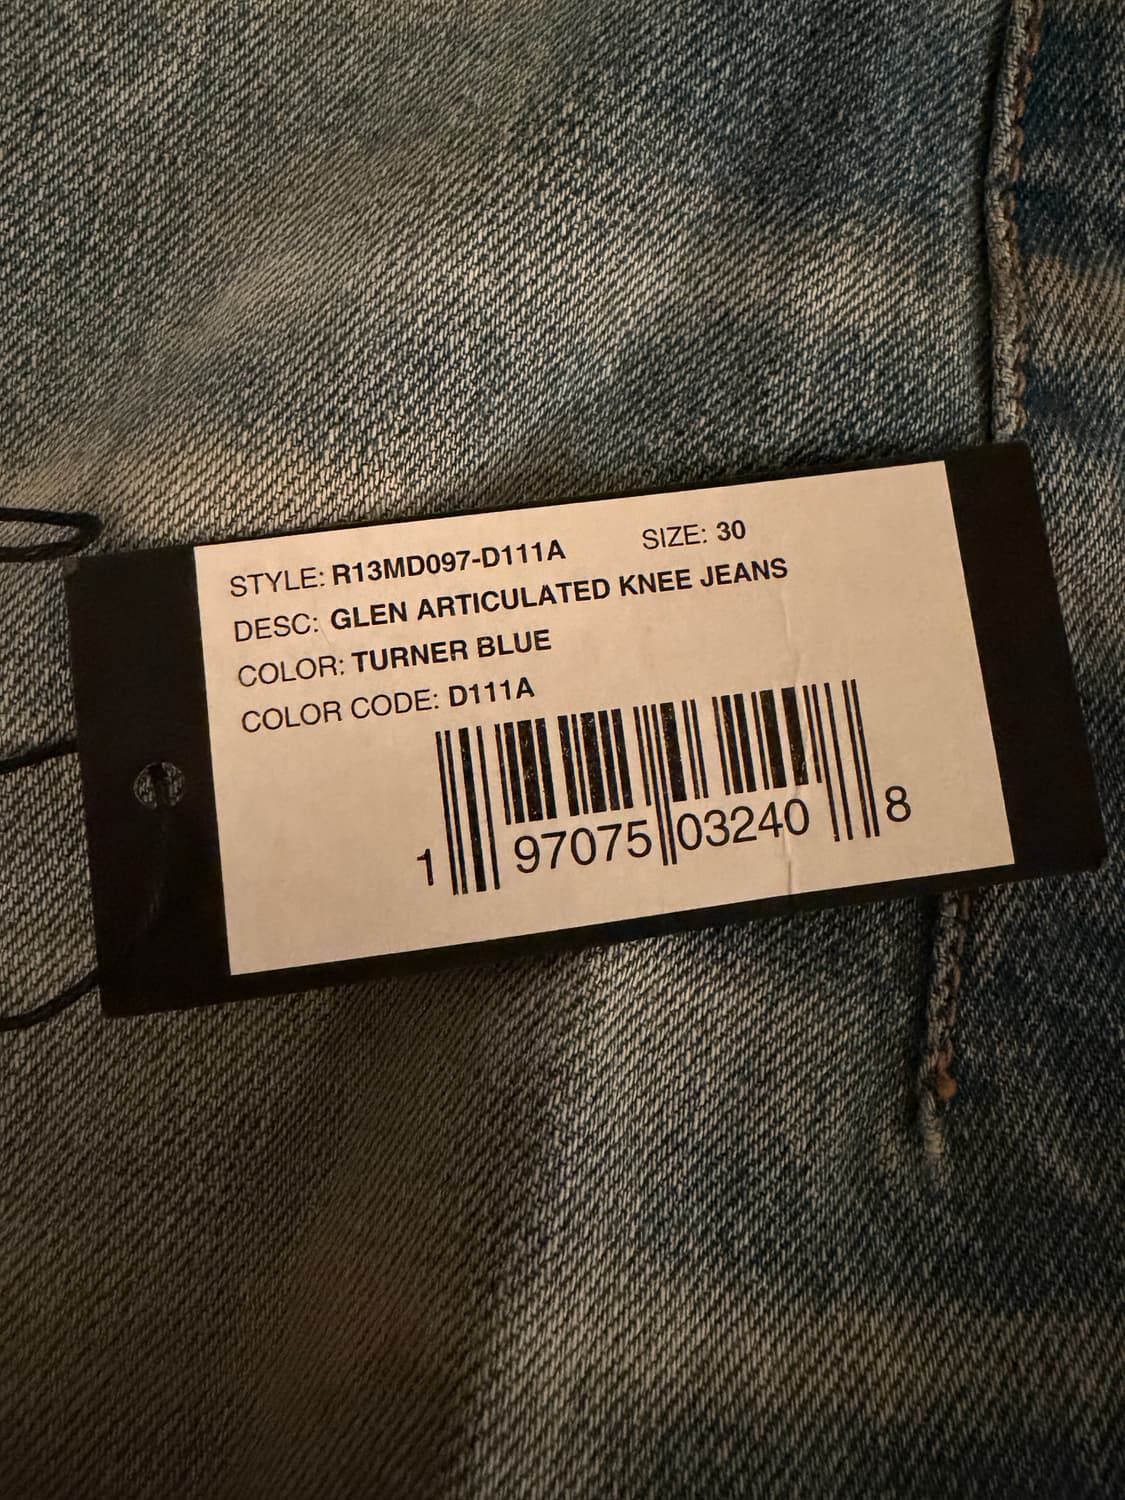 STYLE: R13MD097-D111A SIZE: 30
DESC: GLEN ARTICULATED KNEE JEANS
COLOR: TURNER BLUE
COLOR CODE: D111A
1 97075 03240 8